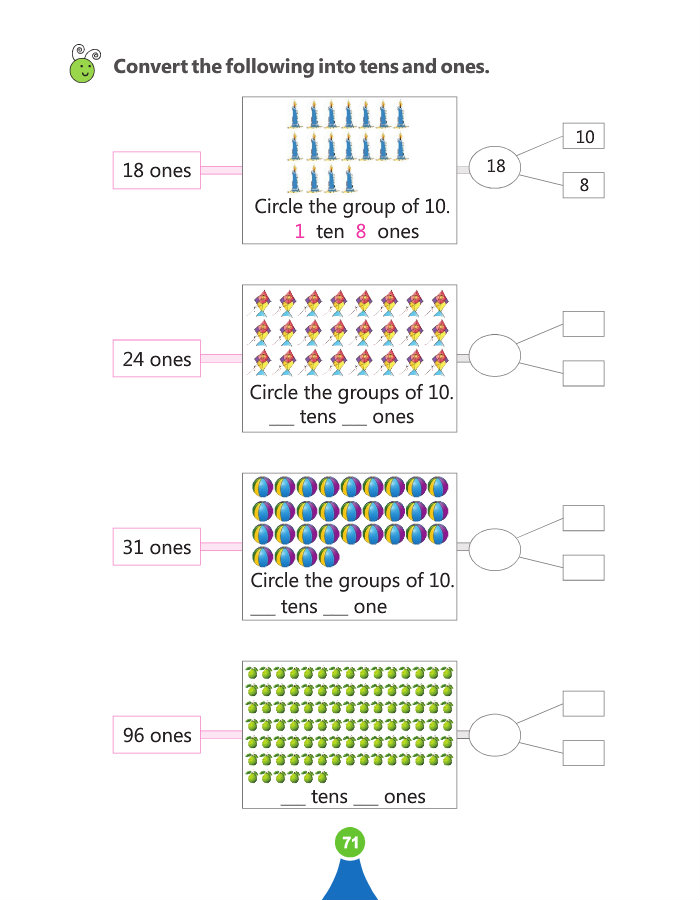 Convert the following into tens and ones.
18 ones
Circle the group of 10.
1 ten 8 ones
18
10
8
24 ones
Circle the groups of 10.
___ tens ___ ones
31 ones
Circle the groups of 10.
___ tens ___ one
96 ones
___ tens ___ ones
71